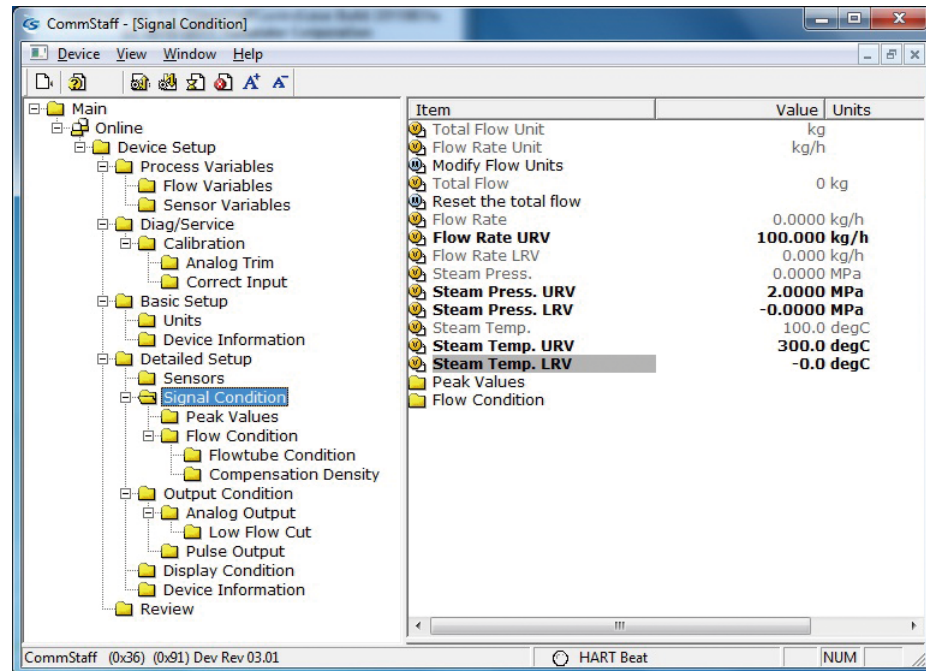 CommStaff - [Signal Condition]
Device View Window Help
Main
Online
Device Setup
Process Variables
Flow Variables
Sensor Variables
Diag/Service
Calibration
Analog Trim
Correct Input
Basic Setup
Units
Device Information
Detailed Setup
Sensors
Signal Condition
Peak Values
Flow Condition
Flowtube Condition
Compensation Density
Output Condition
Analog Output
Low Flow Cut
Pulse Output
Display Condition
Device Information
Review
Item Value Units
Total Flow Unit kg
Flow Rate Unit kg/h
Modify Flow Units
Total Flow 0 kg
Reset the total flow
Flow Rate 0.0000 kg/h
Flow Rate URV 100.000 kg/h
Flow Rate LRV 0.000 kg/h
Steam Press. 0.0000 MPa
Steam Press. URV 2.0000 MPa
Steam Press. LRV -0.0000 MPa
Steam Temp. 100.0 degC
Steam Temp. URV 300.0 degC
Steam Temp. LRV -0.0 degC
Peak Values
Flow Condition
CommStaff (0x36) (0x91) Dev Rev 03.01 HART Beat NUM